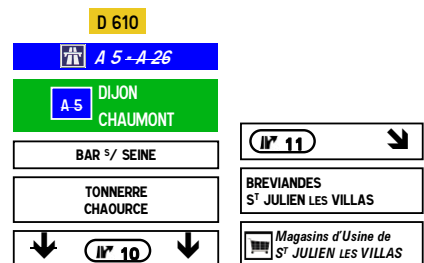 D 610
A 5 - A 26
A 5
DIJON
CHAUMONT
BAR S/ SEINE
TONNERRE
CHAOURCE
10
11
BREVIANDES
ST JULIEN LES VILLAS
Magasins d'Usine de
ST JULIEN LES VILLAS